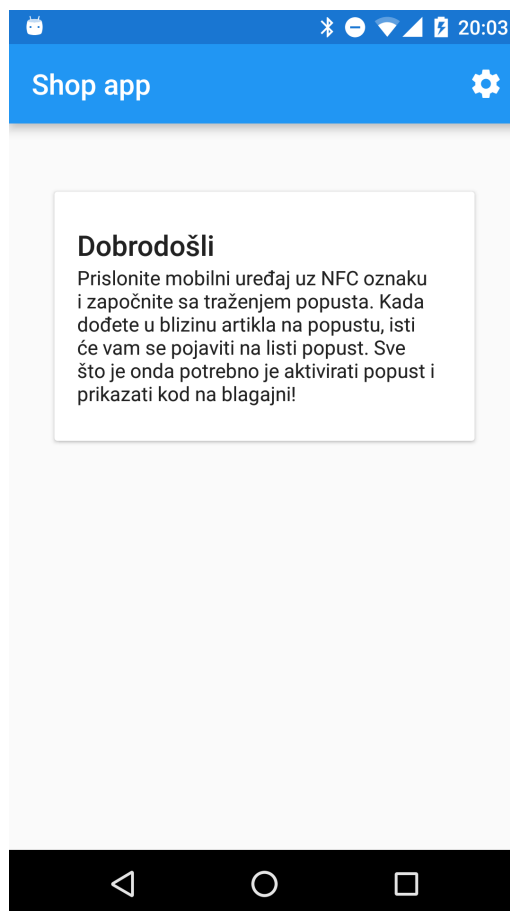 20:03
Shop app
Dobrodošli
Prislonite mobilni uređaj uz NFC oznaku
i započnite sa traženjem popusta. Kada
dođete u blizinu artikla na popustu, isti
će vam se pojaviti na listi popust. Sve
što je onda potrebno je aktivirati popust i
prikazati kod na blagajni!